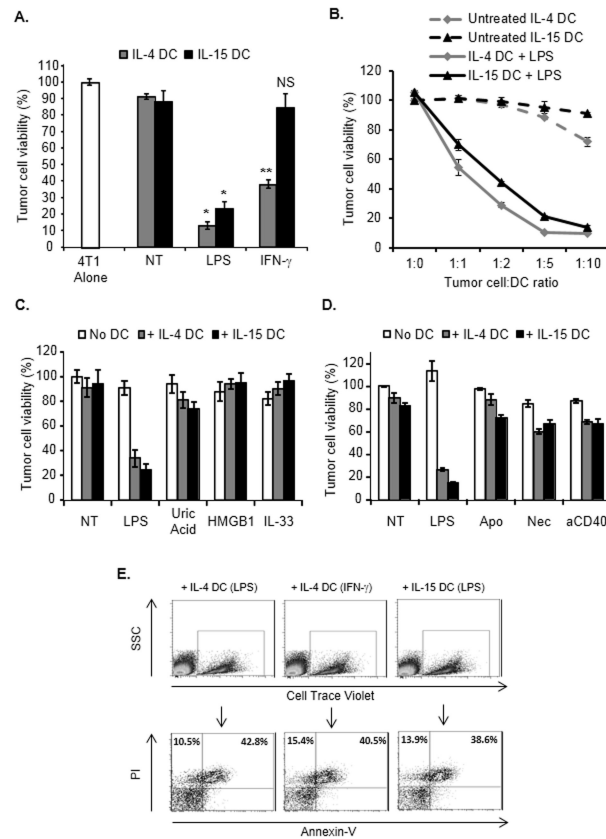 A.
IL-4 DC IL-15 DC
Tumor cell viability (%)
110
100
90
80
70
60
50
40
30
20
10
0
* * ** NS
4T1 Alone NT LPS IFN-γ
B.
Untreated IL-4 DC
Untreated IL-15 DC
IL-4 DC + LPS
IL-15 DC + LPS
Tumor cell viability (%)
120
100
80
60
40
20
0
1:0 1:1 1:2 1:5 1:10
Tumor cell:DC ratio
C.
No DC + IL-4 DC + IL-15 DC
Tumor cell viability (%)
120
100
80
60
40
20
0
NT LPS Uric Acid HMGB1 IL-33
D.
No DC + IL-4 DC + IL-15 DC
Tumor cell viability (%)
120
100
80
60
40
20
0
NT LPS Apo Nec aCD40
E.
+ IL-4 DC (LPS) + IL-4 DC (IFN-γ) + IL-15 DC (LPS)
SSC
Cell Trace Violet
10.5% 42.8% 15.4% 40.5% 13.9% 38.6%
PI
Annexin-V